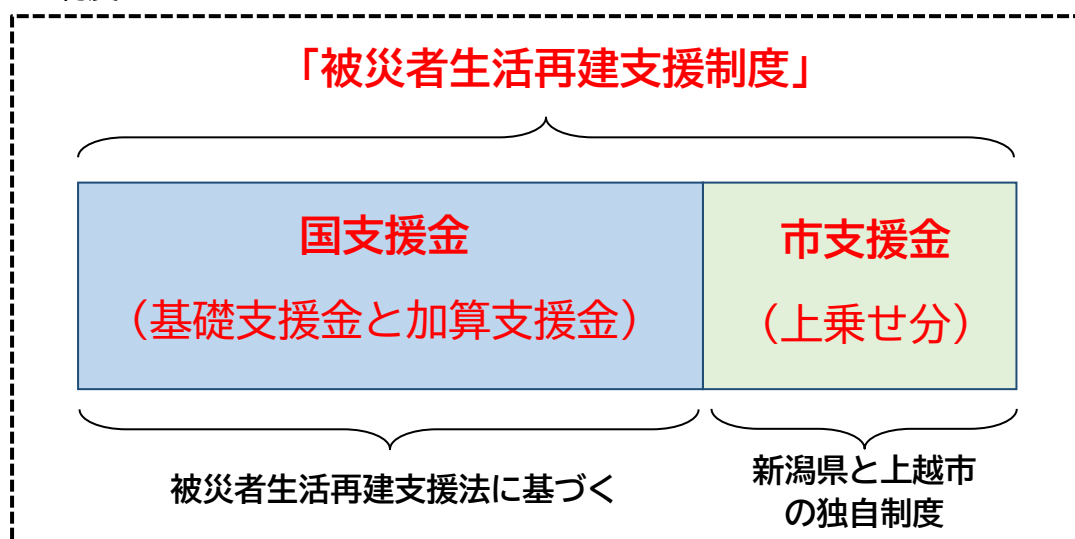 「被災者生活再建支援制度」
国支援金
（基礎支援金と加算支援金）
市支援金
（上乗せ分）
被災者生活再建支援法に基づく
新潟県と上越市
の独自制度